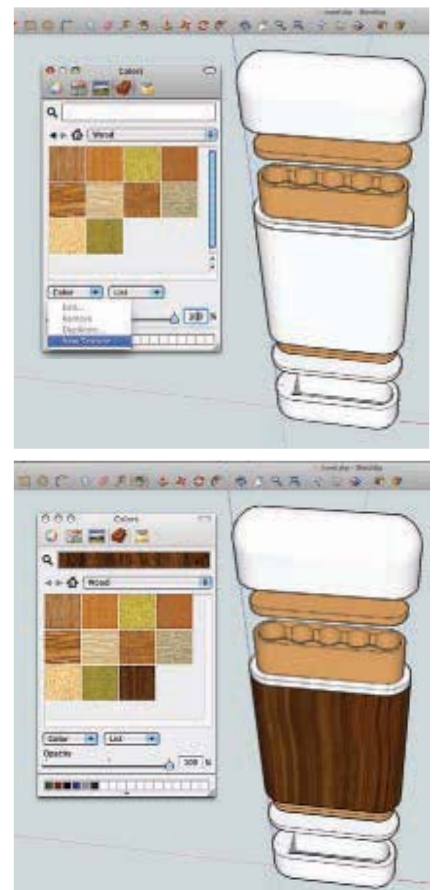 Colors
Wood
Color
List
Edit...
Remove
Duplicate...
New Texture...
%
Colors
Wood
Color
List
Opacity
100 %